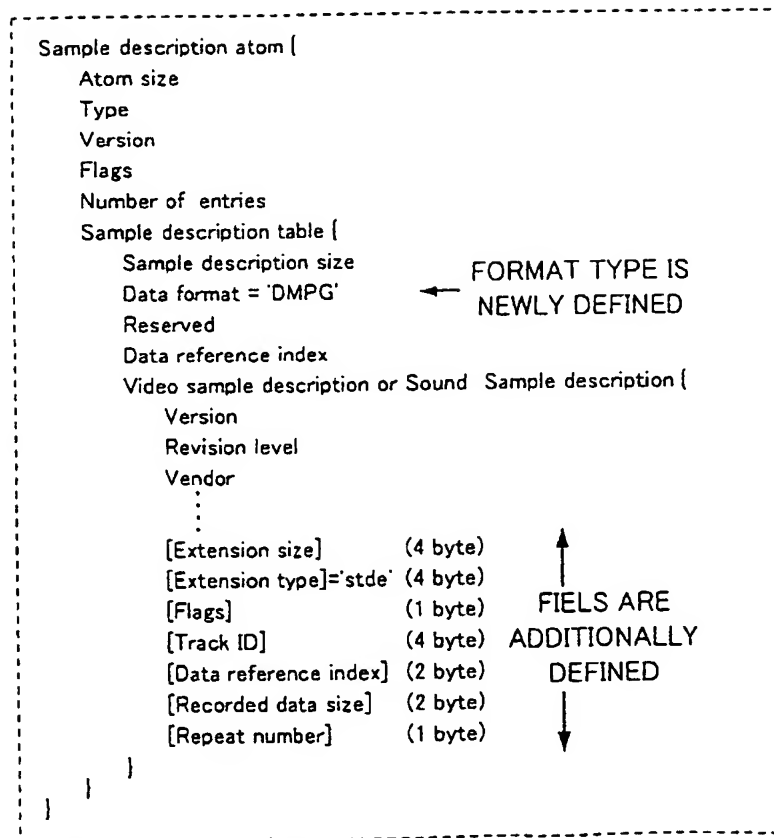 Sample description atom {
Atom size
Type
Version
Flags
Number of entries
Sample description table {
Sample description size
Data format = 'DMPG'
FORMAT TYPE IS
NEWLY DEFINED
Reserved
Data reference index
Video sample description or Sound Sample description {
Version
Revision level
Vendor
[Extension size] (4 byte)
[Extension type]='stde' (4 byte)
[Flags] (1 byte)
[Track ID] (4 byte)
[Data reference index] (2 byte)
[Recorded data size] (2 byte)
[Repeat number] (1 byte)
FIELS ARE
ADDITIONALLY
DEFINED
}
}
}